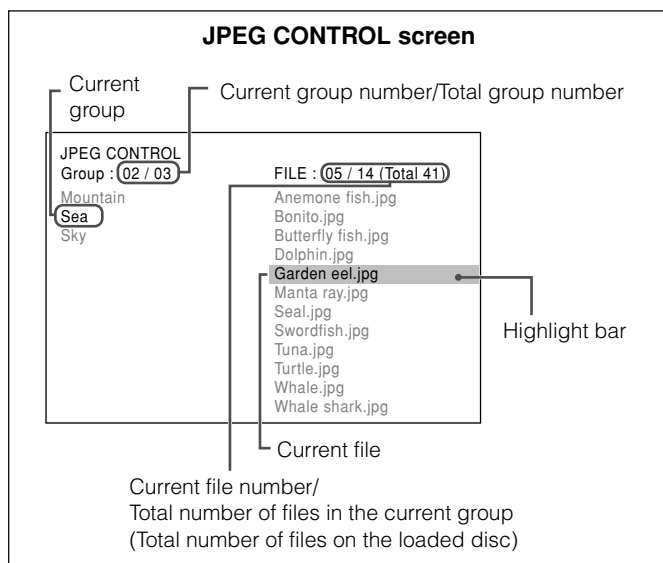 JPEG CONTROL screen
Current
group
Current group number/Total group number
JPEG CONTROL
Group : 02 / 03
FILE : 05 / 14 (Total 41)
Mountain
Sea
Sky
Anemone fish.jpg
Bonito.jpg
Butterfly fish.jpg
Dolphin.jpg
Garden eel.jpg
Manta ray.jpg
Seal.jpg
Swordfish.jpg
Tuna.jpg
Turtle.jpg
Whale.jpg
Whale shark.jpg
Highlight bar
Current file
Current file number/
Total number of files in the current group
(Total number of files on the loaded disc)